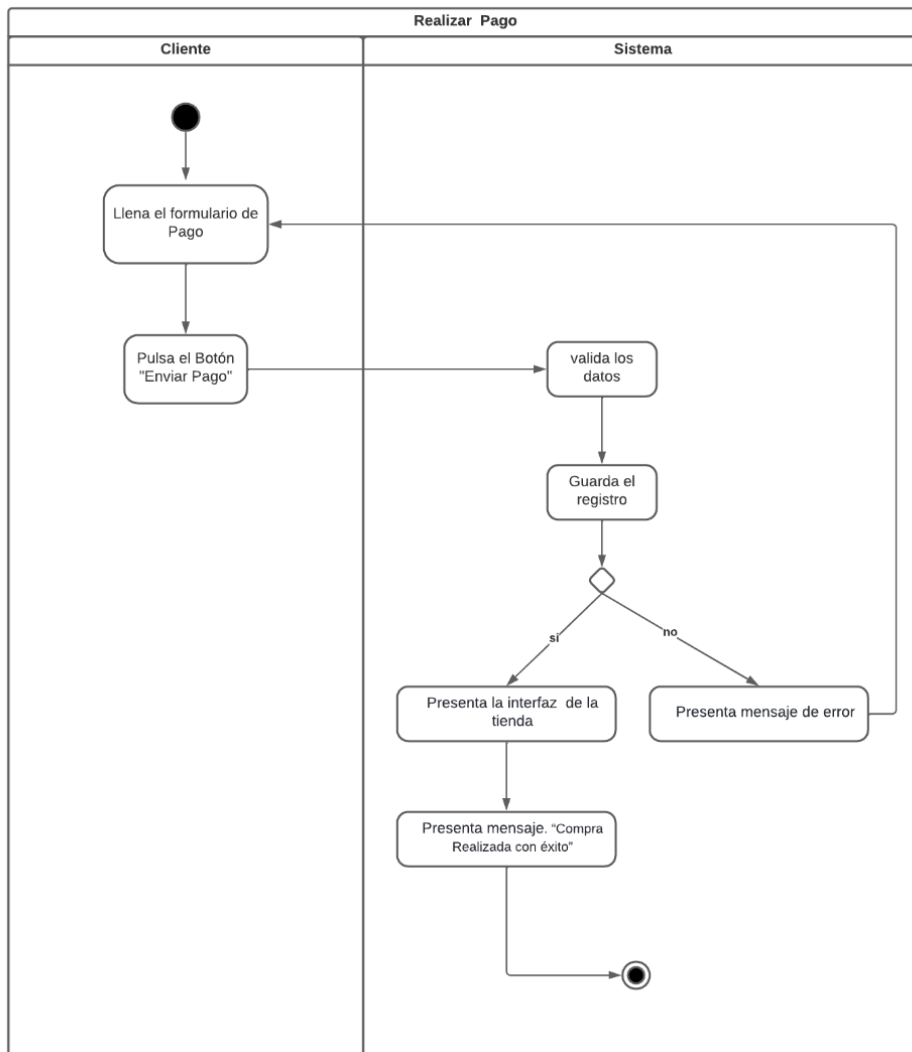 Realizar Pago
Cliente
Sistema
Llena el formulario de
Pago
Pulsa el Botón
"Enviar Pago"
valida los
datos
Guarda el
registro
si
no
Presenta la interfaz de la
tienda
Presenta mensaje de error
Presenta mensaje. “Compra
Realizada con éxito”